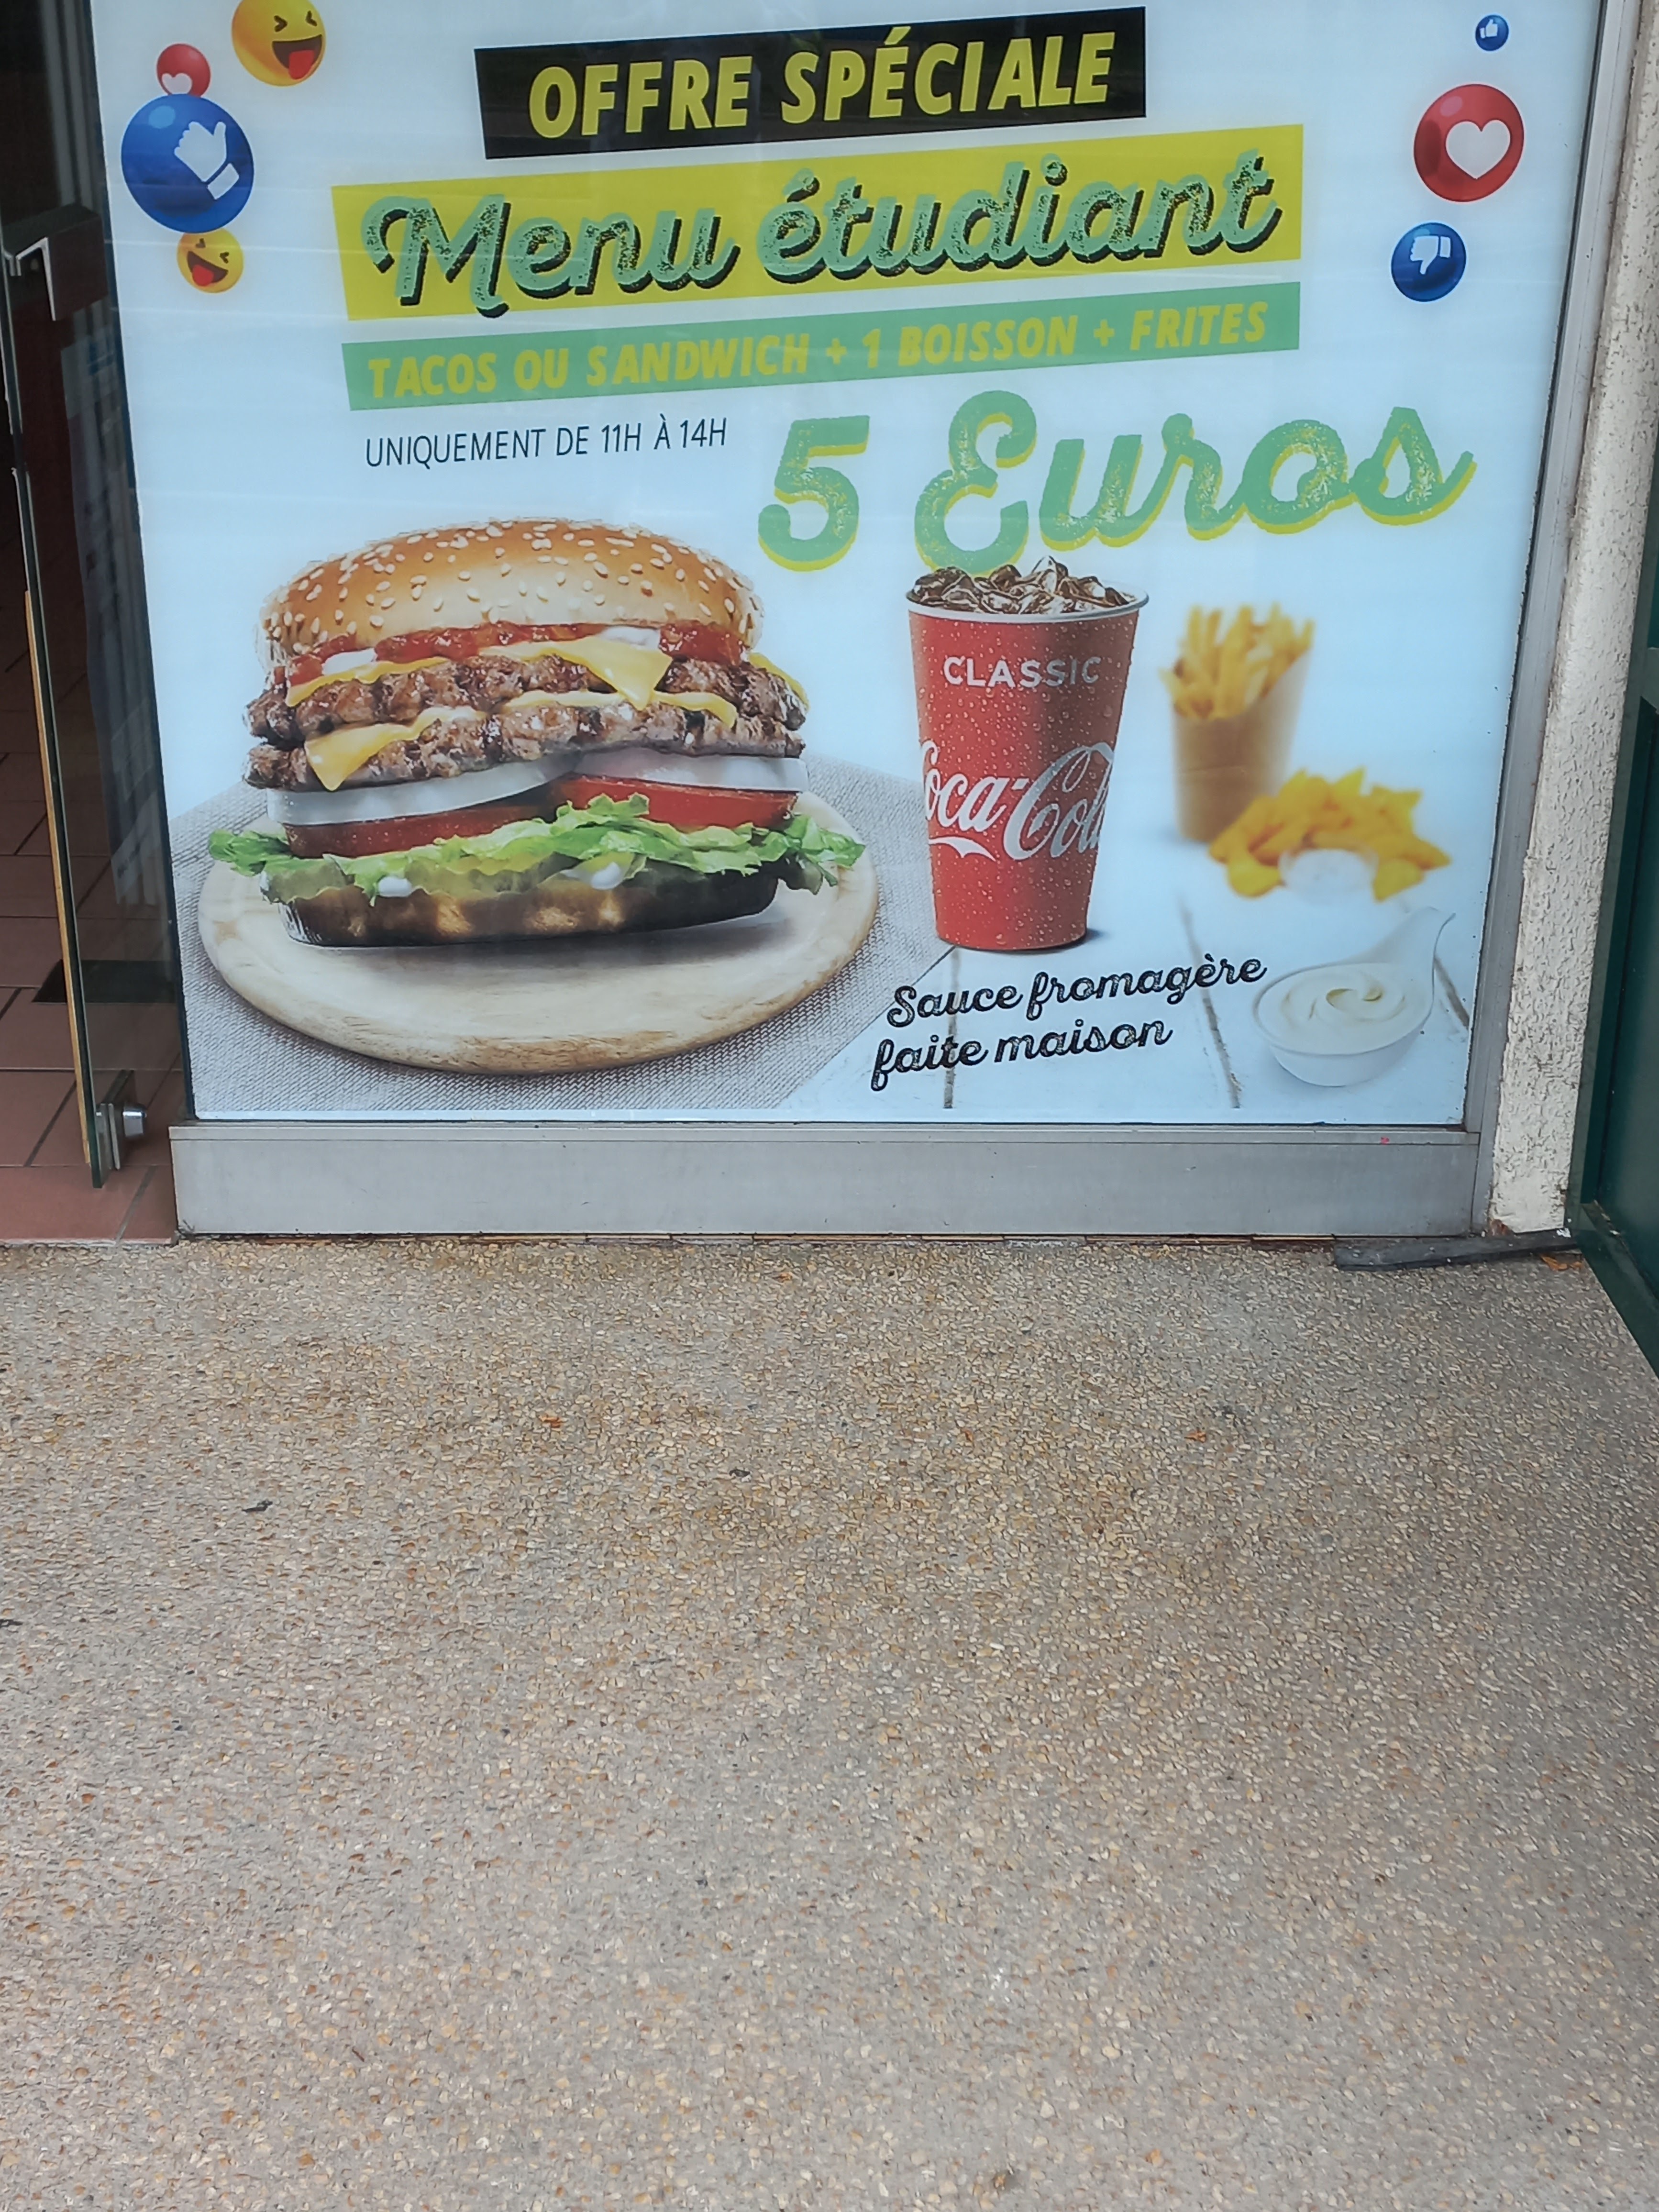 OFFRE SPÉCIALE
Menu étudiant
TACOS OU SANDWICH + 1 BOISSON + FRITES
UNIQUEMENT DE 11H À 14H
5 Euros
CLASSIC
Coca-Cola
Sauce fromagère
faite maison